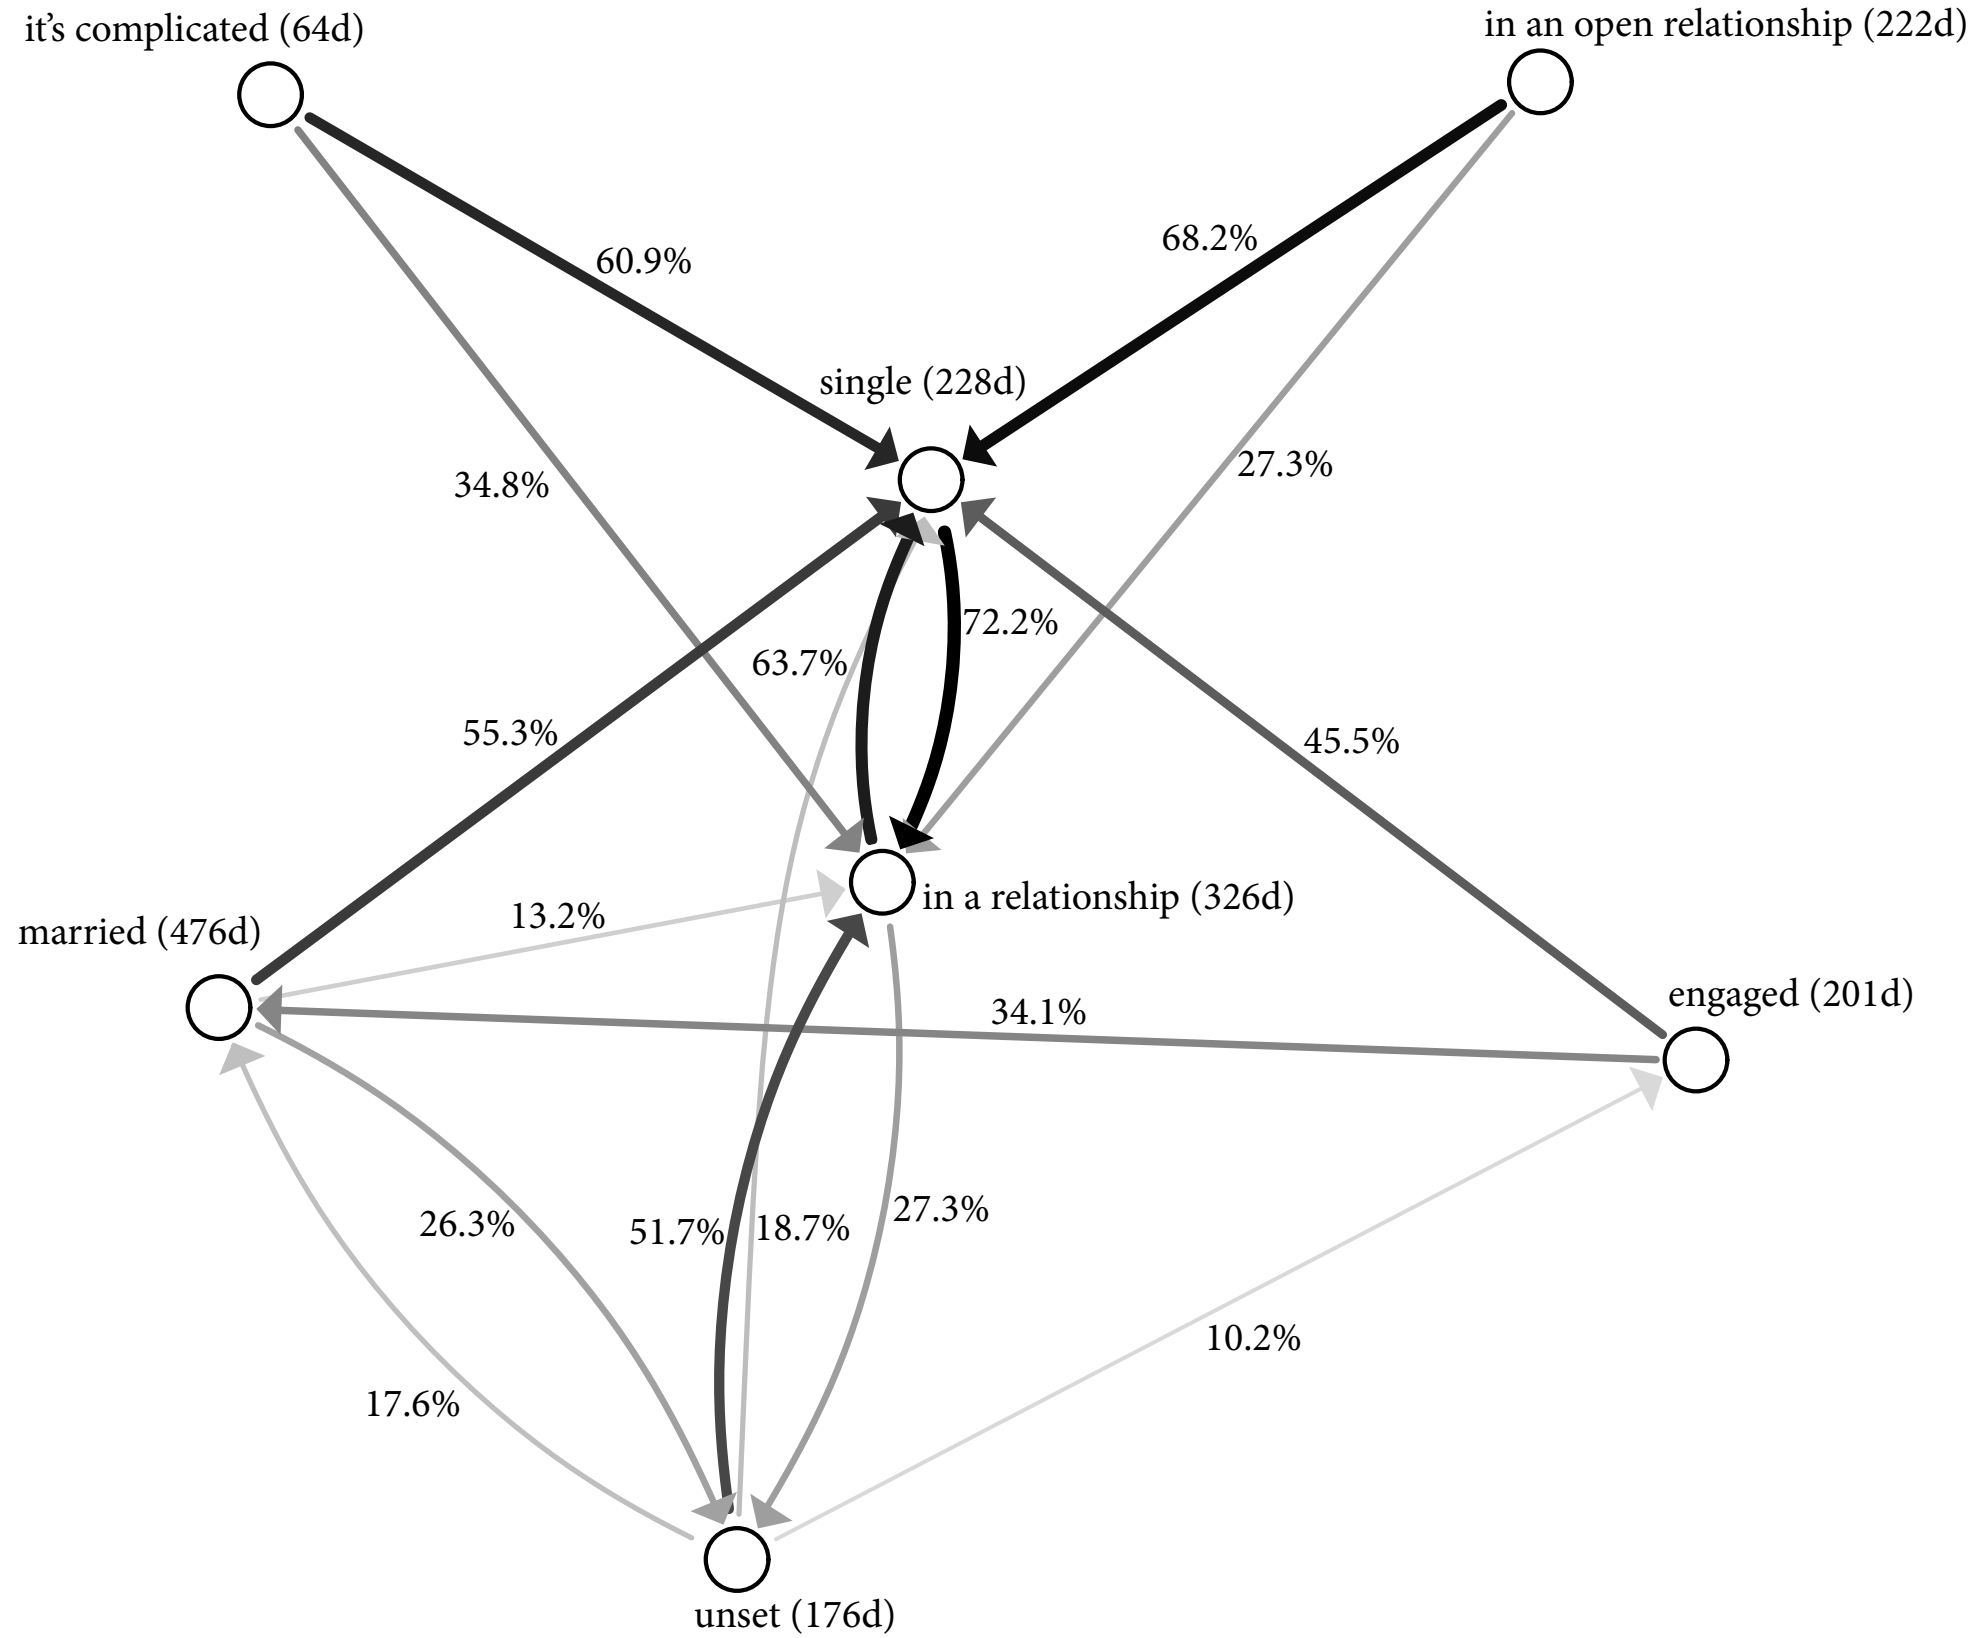 it’s complicated (64d)
in an open relationship (222d)
68.2%
60.9%
single (228d)
27.3%
34.8%
72.2%
63.7%
55.3%
45.5%
in a relationship (326d)
13.2%
married (476d)
engaged (201d)
34.1%
27.3%
26.3%
51.7%
18.7%
10.2%
17.6%
unset (176d)